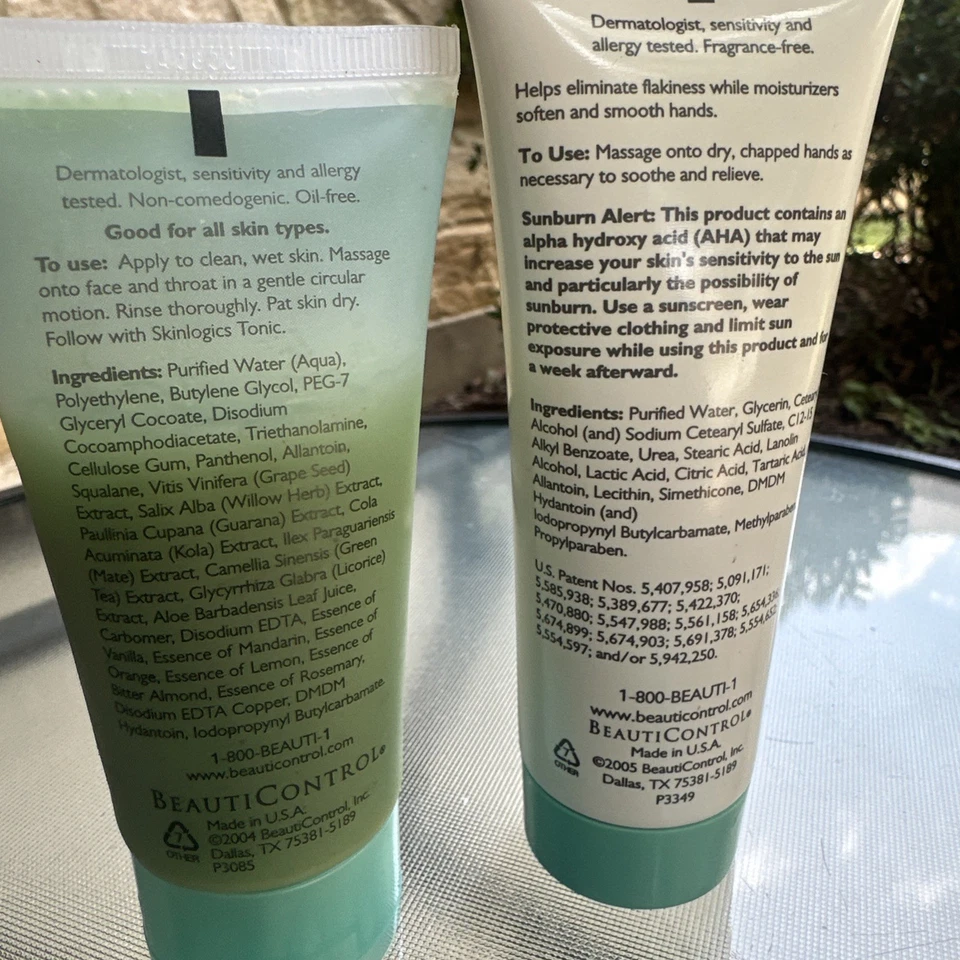 Dermatologist, sensitivity and allergy
tested. Non-comedogenic. Oil-free.
Good for all skin types.
To use: Apply to clean, wet skin. Massage
onto face and throat in a gentle circular
motion. Rinse thoroughly. Pat skin dry.
Follow with Skinlogics Tonic.
Ingredients: Purified Water (Aqua),
Polyethylene, Butylene Glycol, PEG-7
Glyceryl Cocoate, Disodium
Cocoamphodiacetate, Triethanolamine,
Cellulose Gum, Panthenol, Allantoin,
Squalane, Vitis Vinifera (Grape Seed)
Extract, Salix Alba (Willow Herb) Extract,
Paullinia Cupana (Guarana) Extract, Cola
Acuminata (Kola) Extract, Ilex Paraguariensis
(Mate) Extract, Camellia Sinensis (Green
Tea) Extract, Glycyrrhiza Glabra (Licorice)
Extract, Aloe Barbadensis Leaf Juice,
Carbomer, Disodium EDTA, Essence of
Vanilla, Essence of Mandarin, Essence of
Orange, Essence of Lemon, Essence of
Bitter Almond, Essence of Rosemary,
Disodium EDTA Copper, DMDM
Hydantoin, Iodopropynyl Butylcarbamate.
1-800-BEAUTI-1
www.beauticontrol.com
BEAUTICONTROL®
Made in U.S.A.
©2004 BeautiControl, Inc.
Dallas, TX 75381-5189
P3085
7
OTHER
Dermatologist, sensitivity and
allergy tested. Fragrance-free.
Helps eliminate flakiness while moisturizers
soften and smooth hands.
To Use: Massage onto dry, chapped hands as
necessary to soothe and relieve.
Sunburn Alert: This product contains an
alpha hydroxy acid (AHA) that may
increase your skin's sensitivity to the sun
and particularly the possibility of
sunburn. Use a sunscreen, wear
protective clothing and limit sun
exposure while using this product and for
a week afterward.
Ingredients: Purified Water, Glycerin,
Alcohol (and) Sodium Cetearyl Sulfate, C12-15
Alkyl Benzoate, Urea, Stearic Acid, Lanolin
Alcohol, Lactic Acid, Citric Acid, Tartaric Acid,
Allantoin, Lecithin, Simethicone, DMDM
Hydantoin (and)
Iodopropynyl Butylcarbamate, Methylparaben,
Propylparaben.
U.S. Patent Nos. 5,407,958; 5,091,171;
5,585,938; 5,389,677; 5,422,370;
5,470,880; 5,547,988; 5,561,158; 5,654,336
5,674,899; 5,674,903; 5,691,378; 5,554,652
5,554,597; and/or 5,942,250.
1-800-BEAUTI-1
www.beauticontrol.com
BEAUTICONTROL®
Made in U.S.A.
©2005 BeautiControl, Inc.
Dallas, TX 75381-5189
P3349
7
OTHER